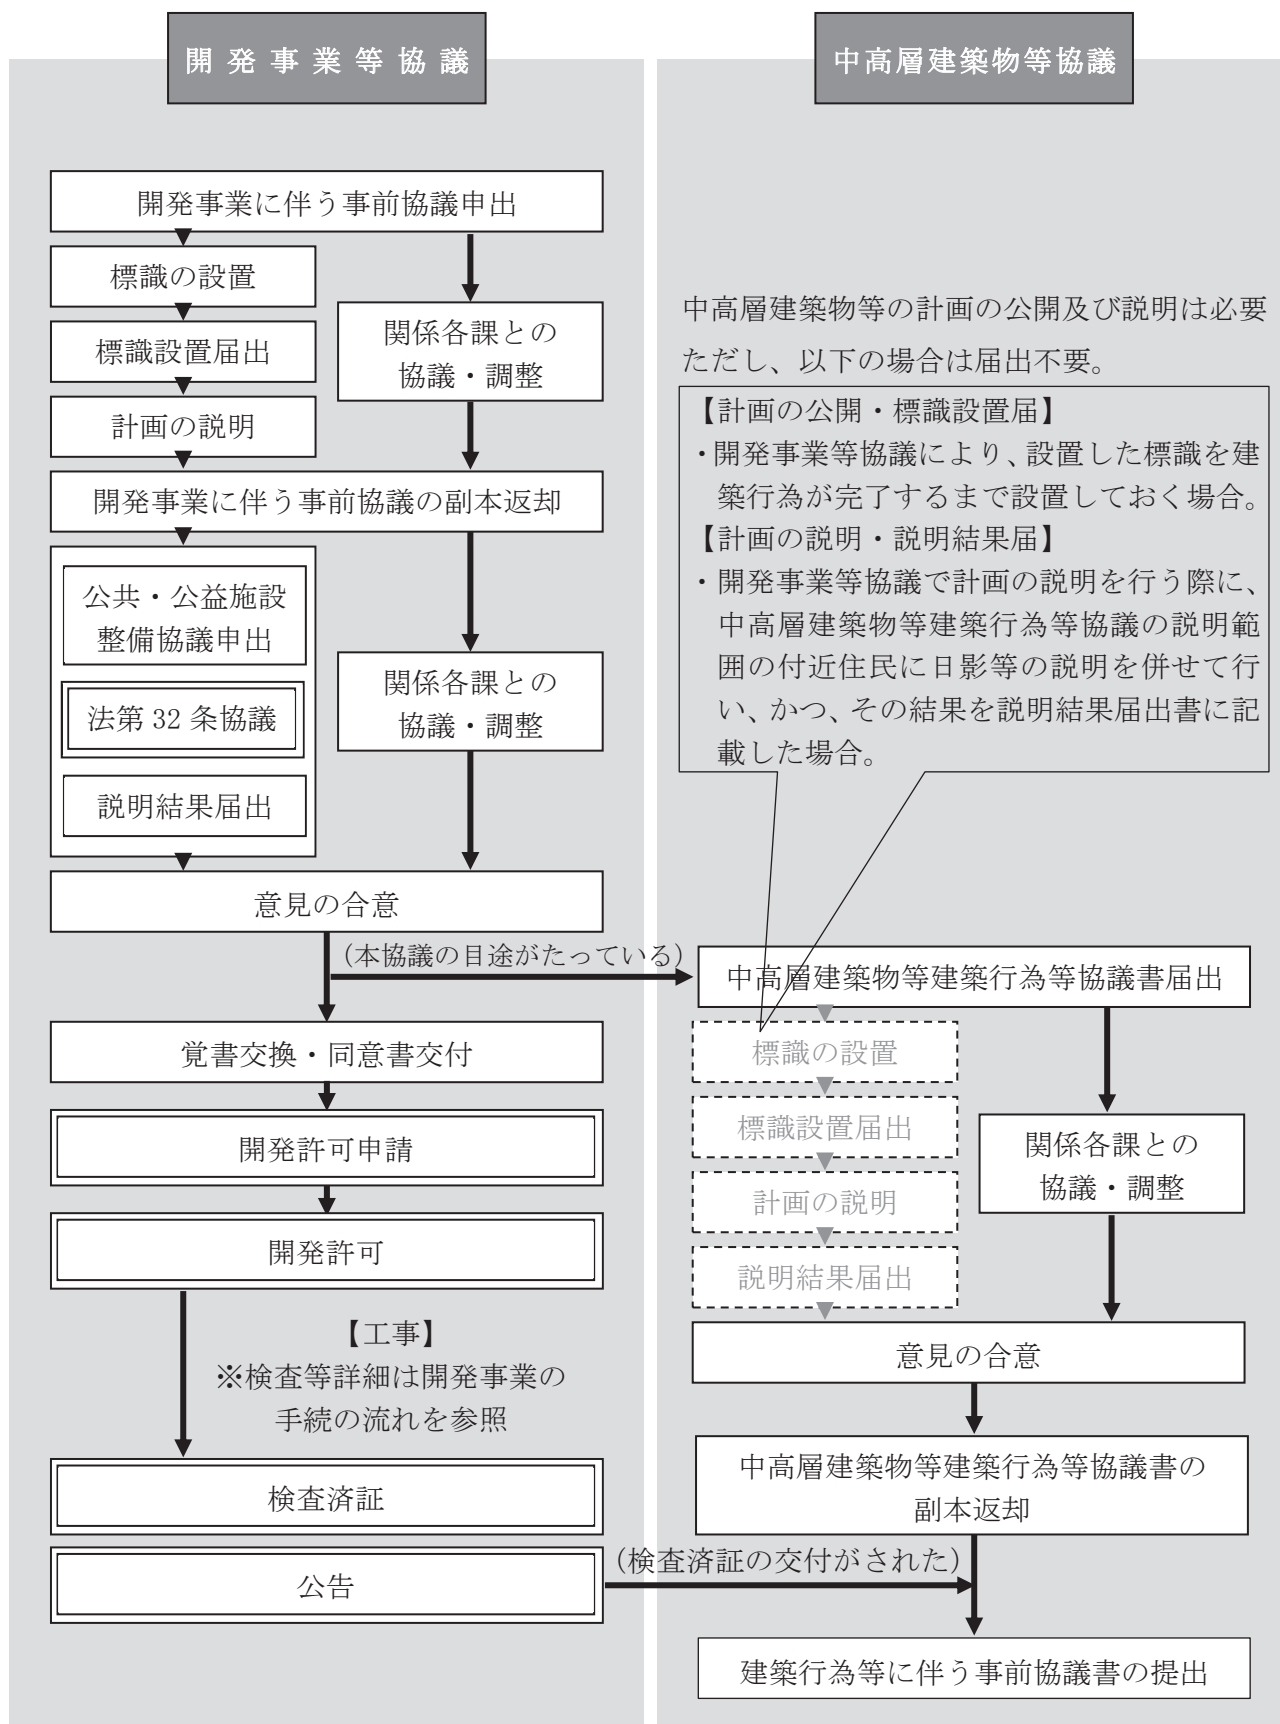 開発事業等協議
開発事業に伴う事前協議申出
標識の設置
標識設置届出
計画の説明
関係各課との
協議・調整
開発事業に伴う事前協議の副本返却
公共・公益施設
整備協議申出
法第 32 条協議
説明結果届出
関係各課との
協議・調整
意見の合意
（本協議の目途がたっている）
覚書交換・同意書交付
開発許可申請
開発許可
【工事】
※検査等詳細は開発事業の
手続の流れを参照
検査済証
公告
（検査済証の交付がされた）
中高層建築物等協議
中高層建築物等の計画の公開及び説明は必要
ただし、以下の場合は届出不要。
【計画の公開・標識設置届】
・開発事業等協議により、設置した標識を建
築行為が完了するまで設置しておく場合。
【計画の説明・説明結果届】
・開発事業等協議で計画の説明を行う際に、
中高層建築物等建築行為等協議の説明範
囲の付近住民に日影等の説明を併せて行
い、かつ、その結果を説明結果届出書に記
載した場合。
中高層建築物等建築行為等協議書届出
標識の設置
標識設置届出
計画の説明
説明結果届出
関係各課との
協議・調整
意見の合意
中高層建築物等建築行為等協議書の
副本返却
建築行為等に伴う事前協議書の提出